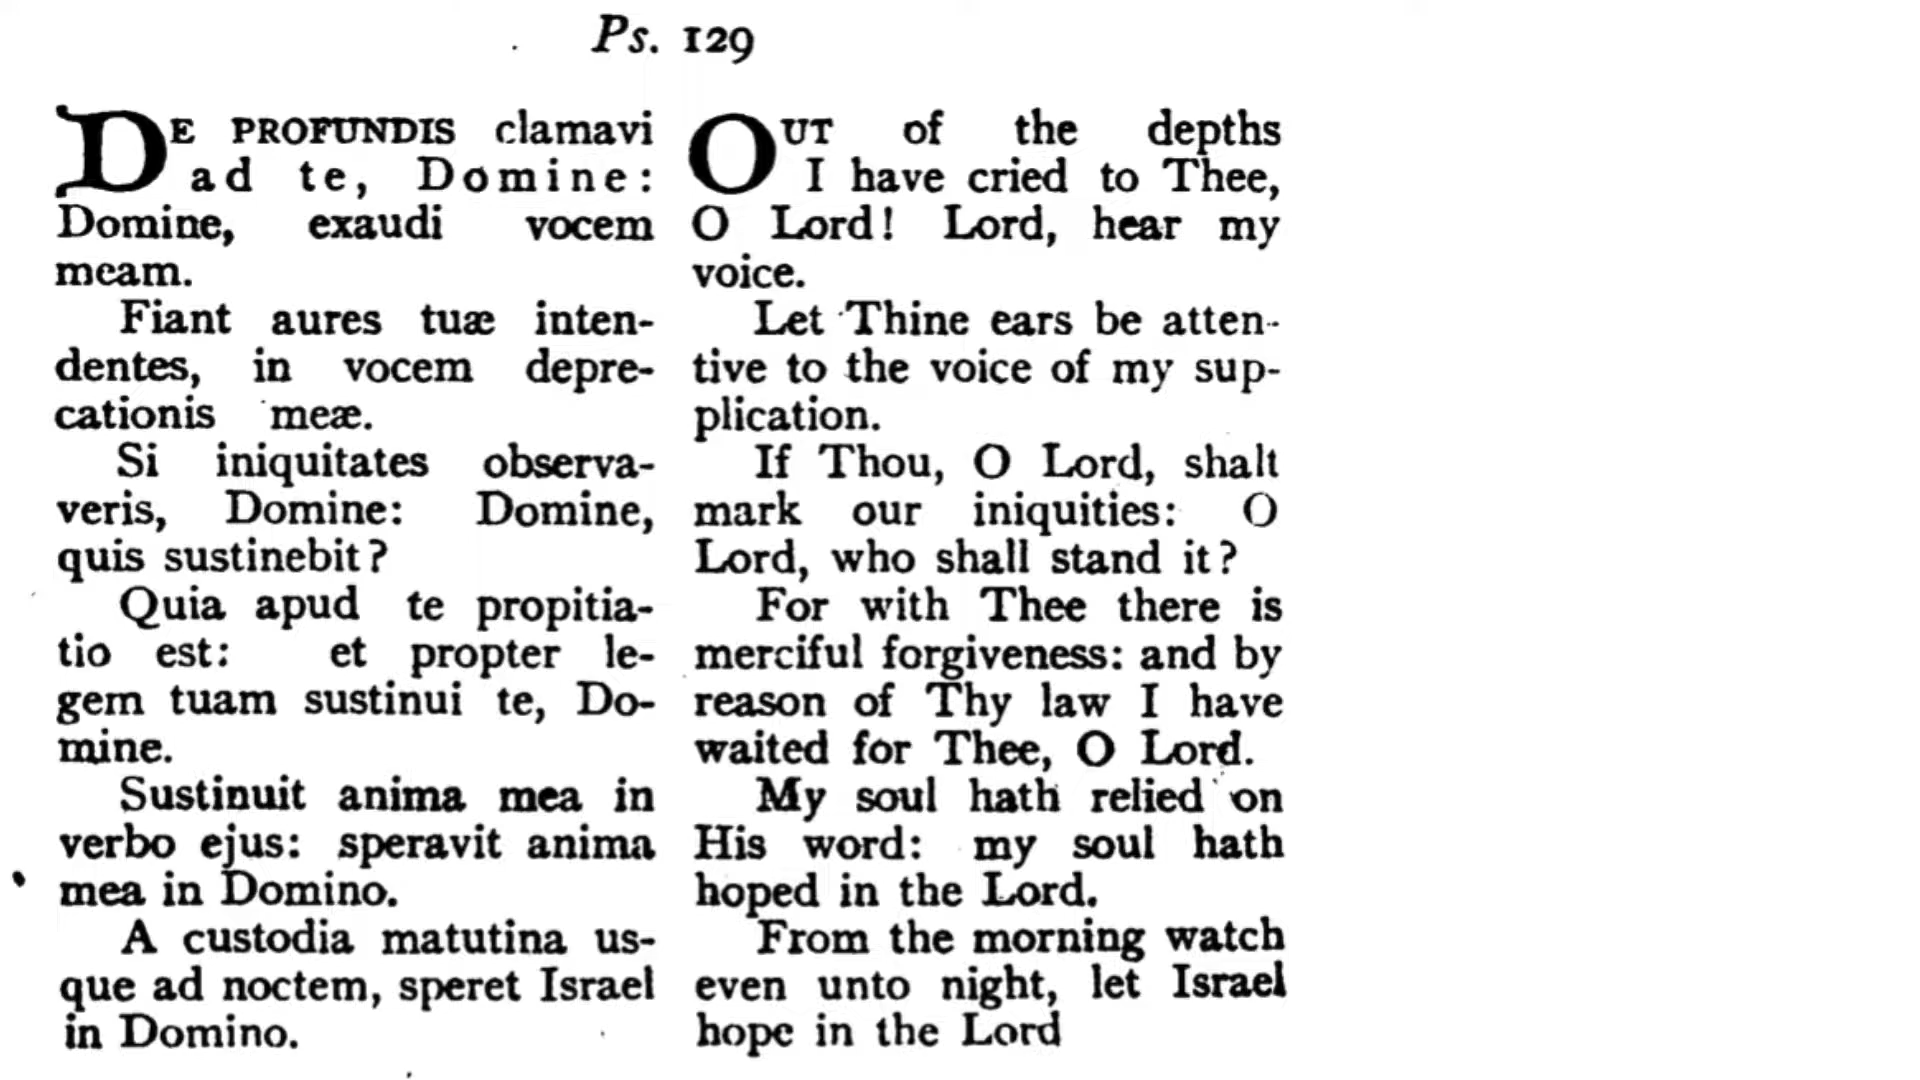 Ps. 129
DE PROFUNDIS clamavi
ad te, Domine:
Domine, exaudi vocem
meam.
Fiant aures tuæ inten-
dentes, in vocem depre-
cationis meæ.
Si iniquitates observa-
veris, Domine: Domine,
quis sustinebit?
Quia apud te propitia-
tio est: et propter le-
gem tuam sustinui te, Do-
mine.
Sustinuit anima mea in
verbo ejus: speravit anima
mea in Domino.
A custodia matutina us-
que ad noctem, speret Israel
in Domino.
OUT of the depths
I have cried to Thee,
O Lord! Lord, hear my
voice.
Let Thine ears be atten-
tive to the voice of my sup-
plication.
If Thou, O Lord, shalt
mark our iniquities: O
Lord, who shall stand it?
For with Thee there is
merciful forgiveness: and by
reason of Thy law I have
waited for Thee, O Lord.
My soul hath relied on
His word: my soul hath
hoped in the Lord.
From the morning watch
even unto night, let Israel
hope in the Lord